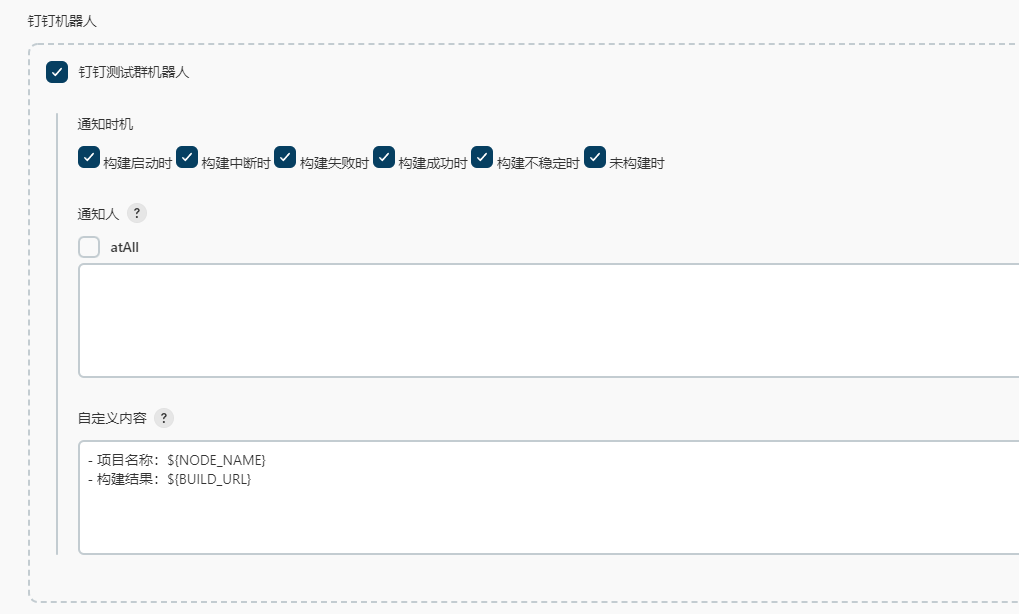 钉钉机器人
钉钉测试群机器人
通知时机
构建启动时 构建中断时 构建失败时 构建成功时 构建不稳定时 未构建时
通知人 ?
atAll
自定义内容 ?
- 项目名称：${NODE_NAME}
- 构建结果：${BUILD_URL}